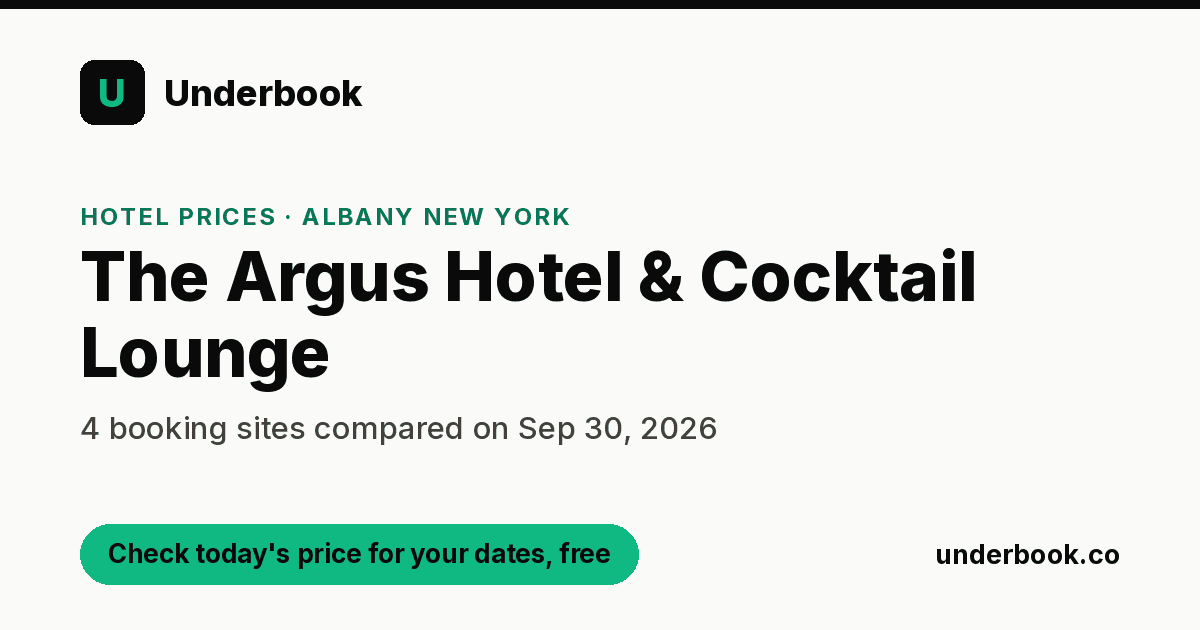 U Underbook
HOTEL PRICES · ALBANY NEW YORK
The Argus Hotel & Cocktail
Lounge
4 booking sites compared on Sep 30, 2026
Check today's price for your dates, free
underbook.co